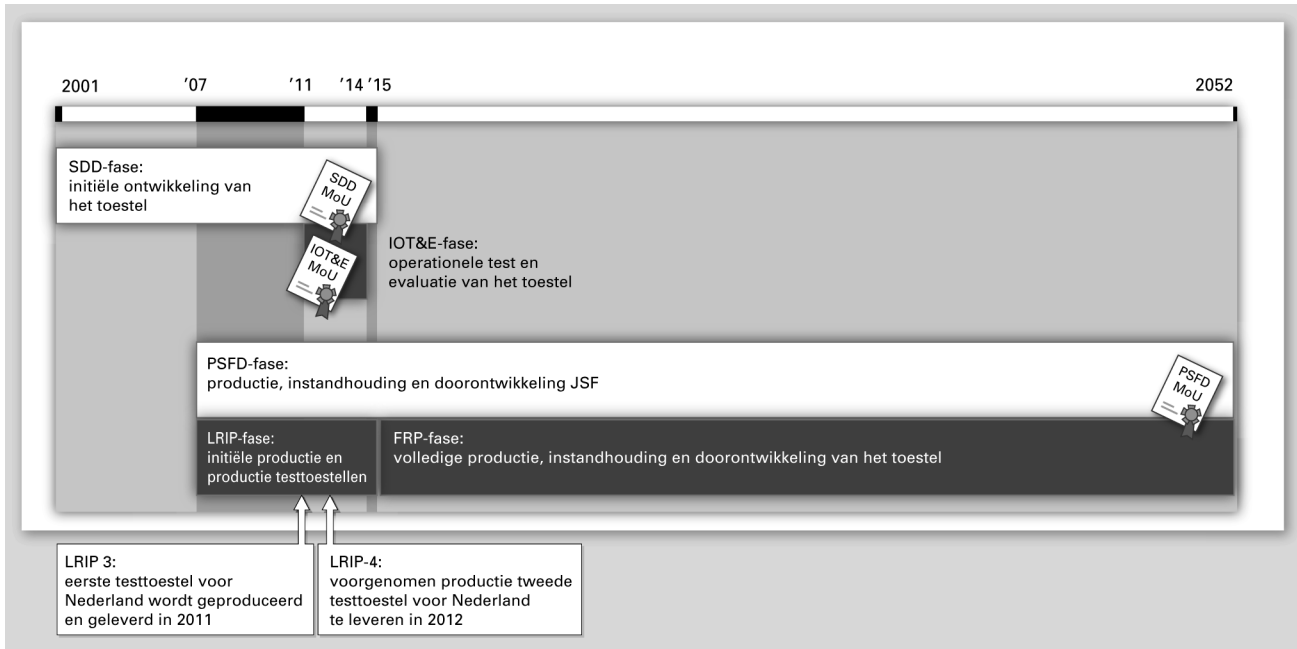 2001 '07 '11 '14 '15 2052
SDD-fase:
initiële ontwikkeling van
het toestel
SDD
MoU
IOT&E
MoU
IOT&E-fase:
operationele test en
evaluatie van het toestel
PSFD-fase:
productie, instandhouding en doorontwikkeling JSF
PSFD
MoU
LRIP-fase:
initiële productie en
productie testtoestellen
FRP-fase:
volledige productie, instandhouding en doorontwikkeling van het toestel
LRIP 3:
eerste testtoestel voor
Nederland wordt geproduceerd
en geleverd in 2011
LRIP-4:
voorgenomen productie tweede
testtoestel voor Nederland
te leveren in 2012